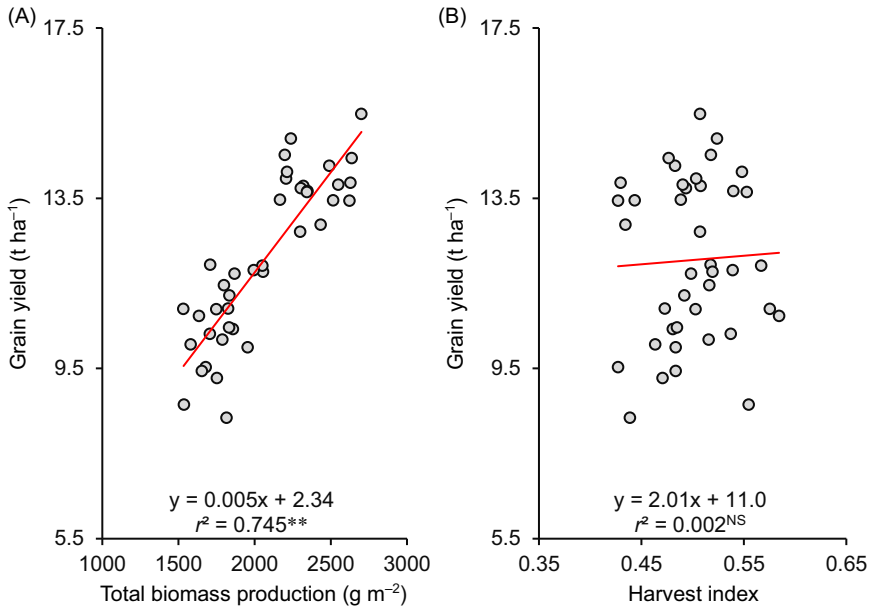 (A)
17.5
13.5
9.5
5.5
Grain yield (t ha⁻¹)
y = 0.005x + 2.34
r² = 0.745**
1000 1500 2000 2500 3000
Total biomass production (g m⁻²)
(B)
17.5
13.5
9.5
5.5
Grain yield (t ha⁻¹)
y = 2.01x + 11.0
r² = 0.002ᴺˢ
0.35 0.45 0.55 0.65
Harvest index